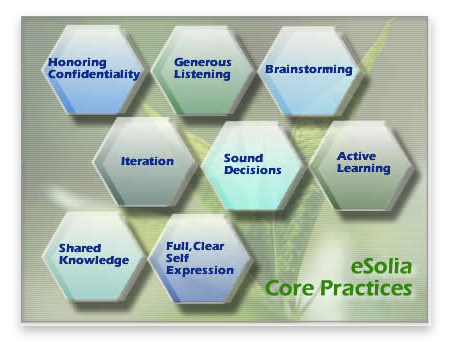 Honoring
Confidentiality
Generous
Listening
Brainstorming
Iteration
Sound
Decisions
Active
Learning
Shared
Knowledge
Full,Clear
Self
Expression
eSolia
Core Practices